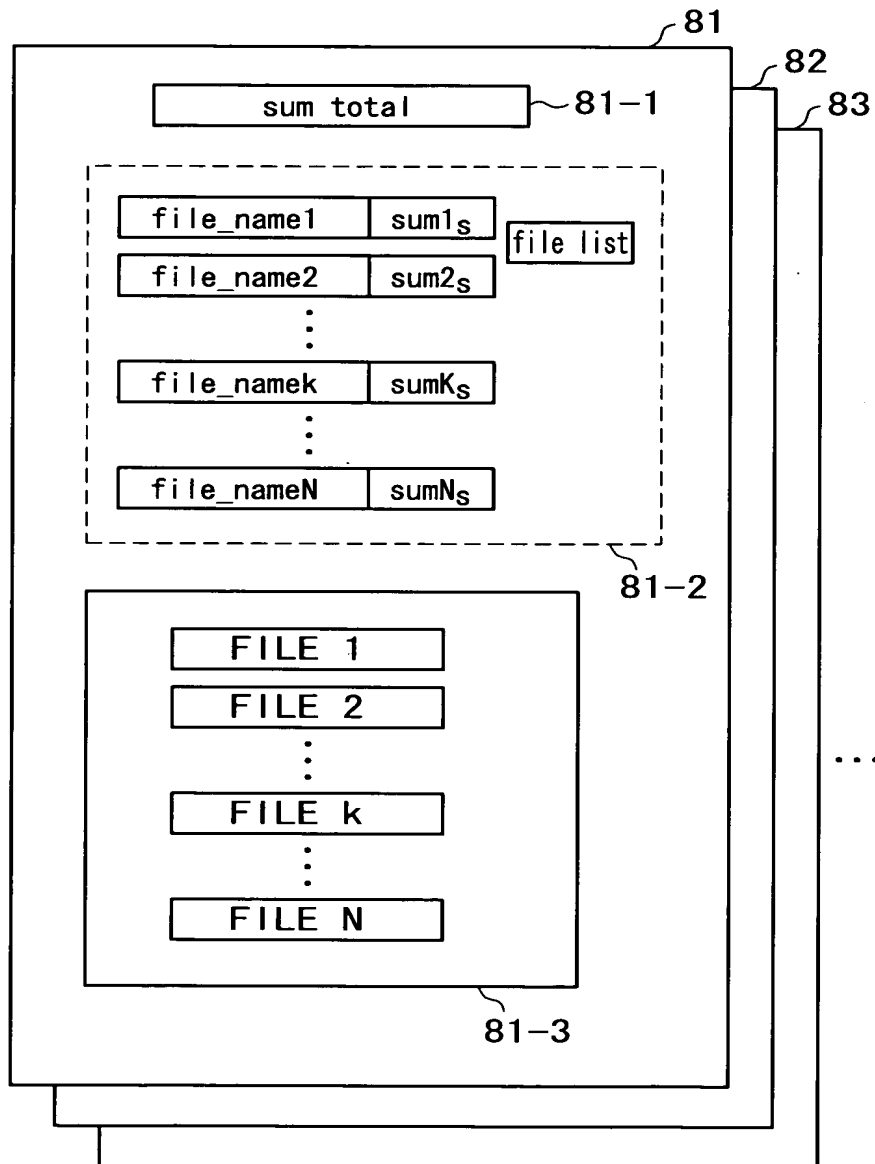 81
82
83
sum total
81-1
file_name1 sum1s
file list
file_name2 sum2s
file_namek sumKs
file_nameN sumNs
81-2
FILE 1
FILE 2
FILE k
FILE N
81-3